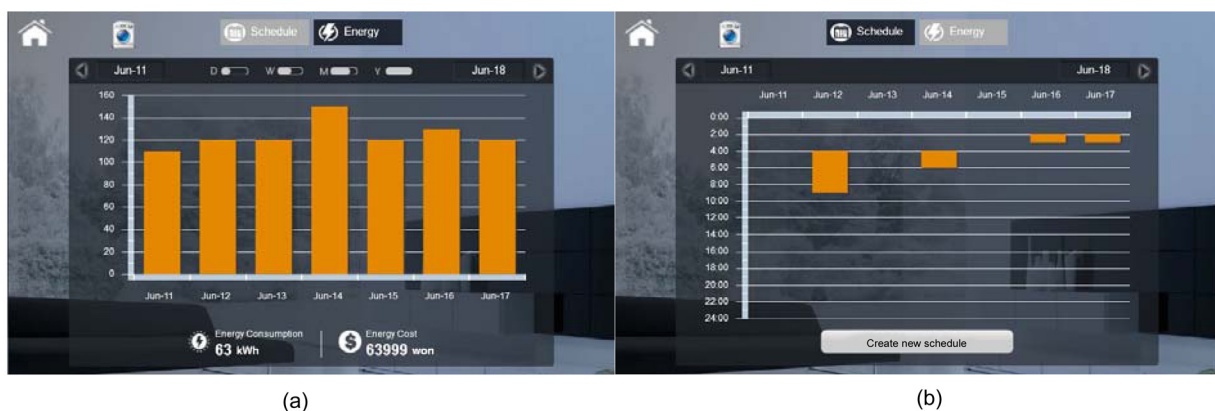 Schedule
Energy
Jun-11
D
W
M
Y
Jun-18
160
140
120
100
80
60
40
20
0
Jun-11 Jun-12 Jun-13 Jun-14 Jun-15 Jun-16 Jun-17
Energy Consumption
63 kWh
Energy Cost
63999 won
(a)
Schedule
Energy
Jun-11
Jun-18
Jun-11 Jun-12 Jun-13 Jun-14 Jun-15 Jun-16 Jun-17
0:00
2:00
4:00
6:00
8:00
10:00
12:00
14:00
16:00
18:00
20:00
22:00
24:00
Create new schedule
(b)